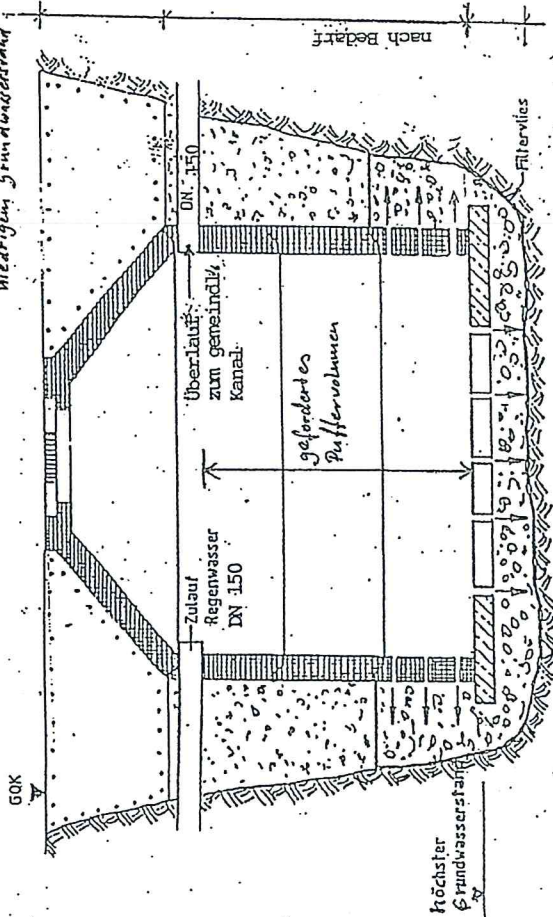 niedrigem Grundwasserstand
nach Bedarf
GOK
DN 150
Überlauf
zum gemeindl.
Kanal
gefordertes
Puffervolumen
Zulauf
Regenwasser
DN 150
Filtervlies
höchster
Grundwasserstand